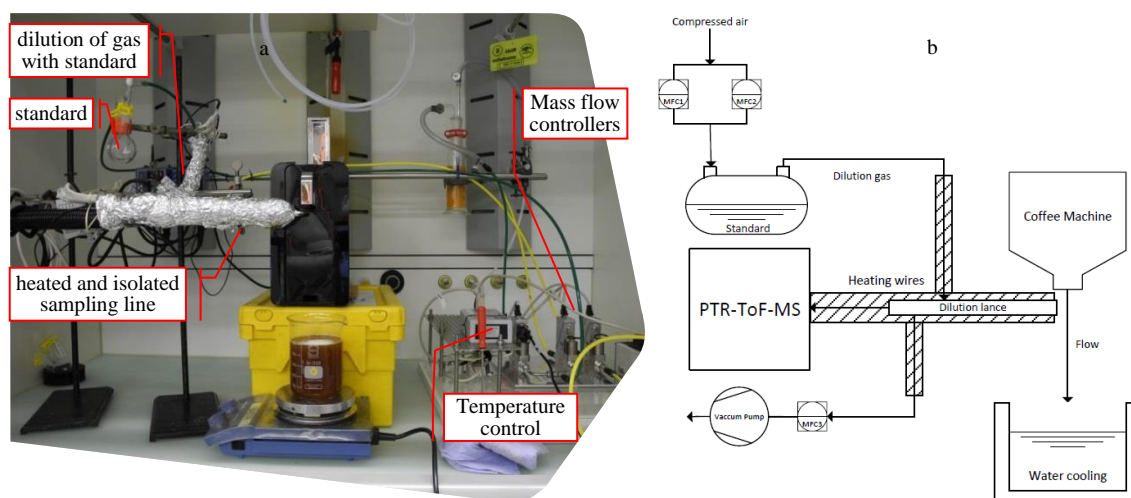 dilution of gas
with standard
a
standard
Mass flow
controllers
heated and isolated
sampling line
Temperature
control
b
Compressed air
MFC1
MFC2
Dilution gas
Standard
Coffee Machine
Heating wires
PTR-ToF-MS
Dilution lance
Flow
Vaccum Pump
MFC3
Water cooling